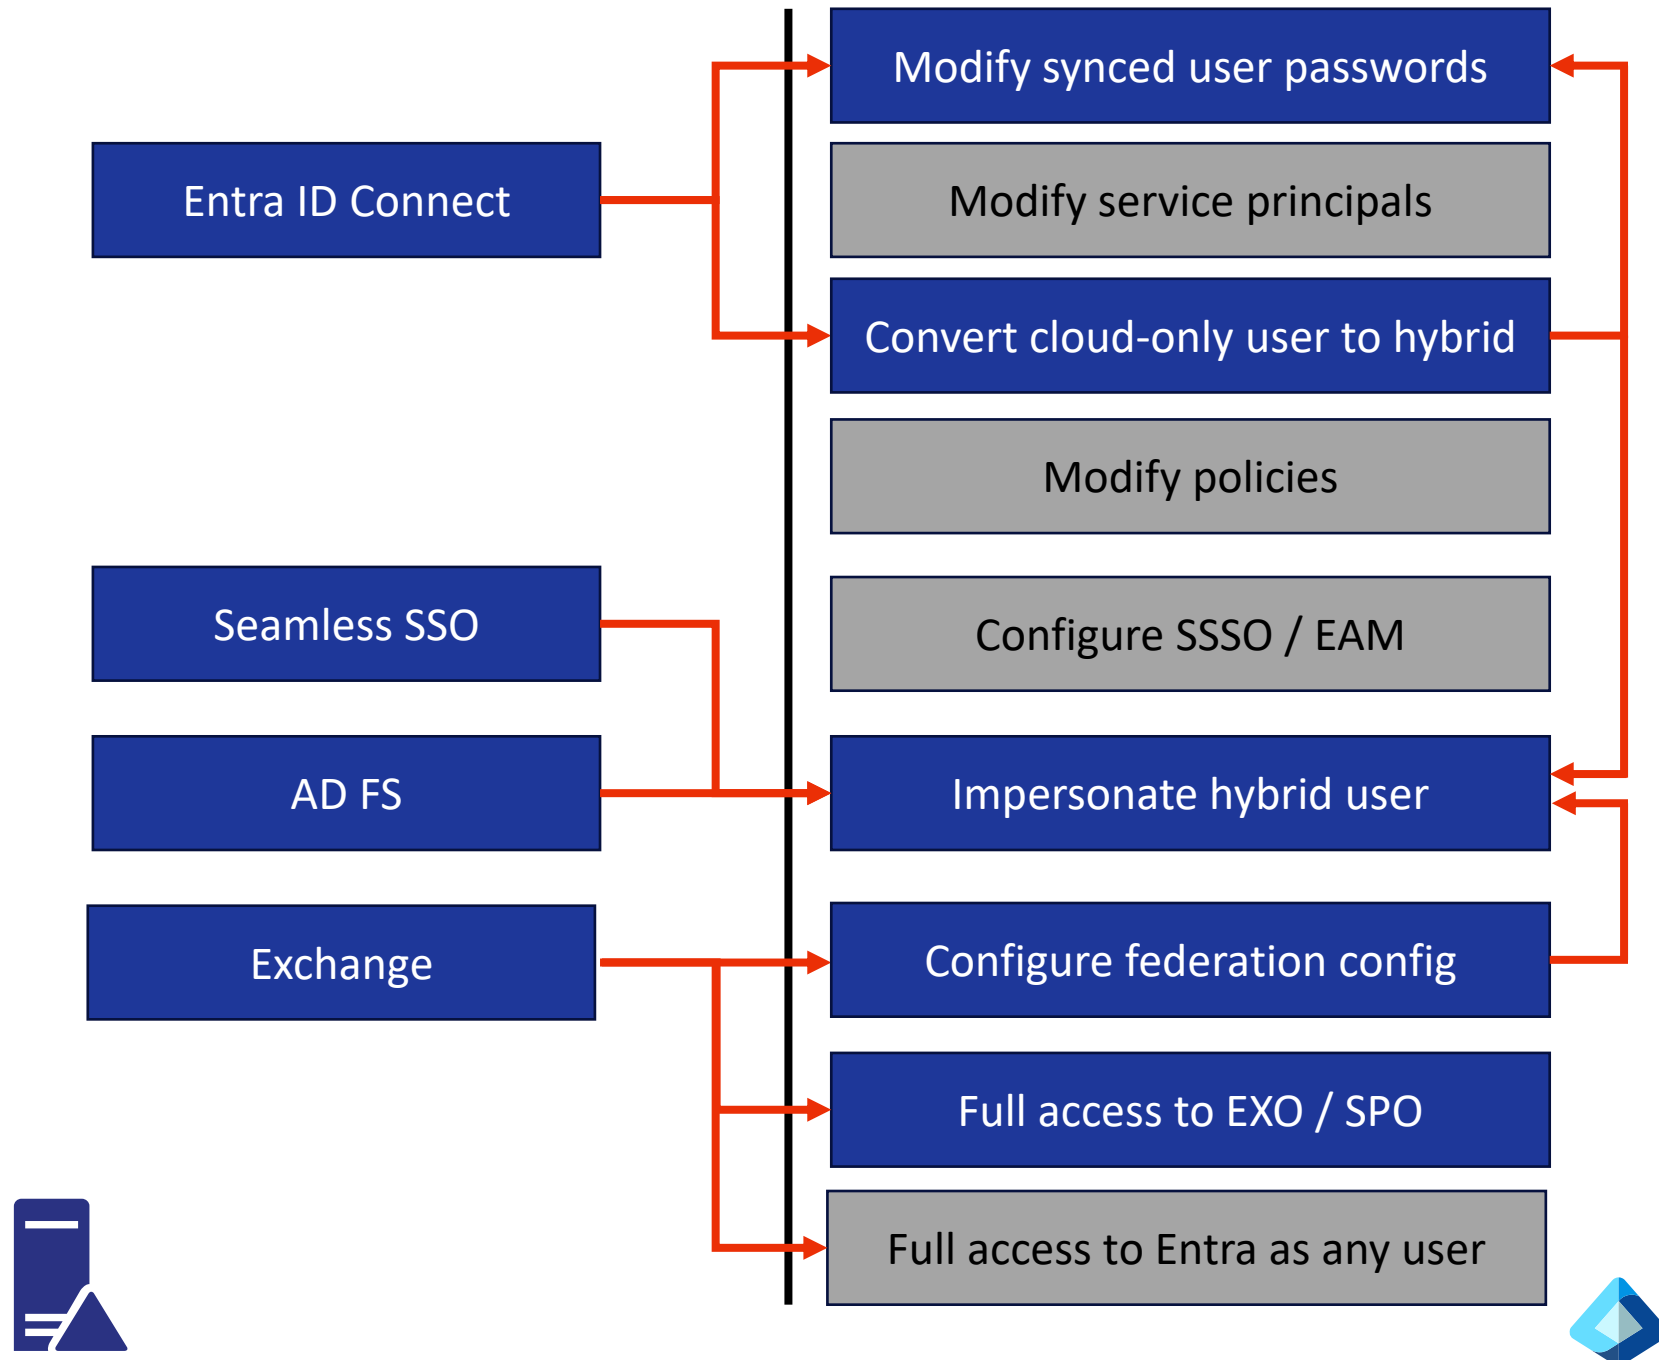 Modify synced user passwords
Entra ID Connect
Modify service principals
Convert cloud-only user to hybrid
Modify policies
Seamless SSO
Configure SSSO / EAM
AD FS
Impersonate hybrid user
Exchange
Configure federation config
Full access to EXO / SPO
Full access to Entra as any user